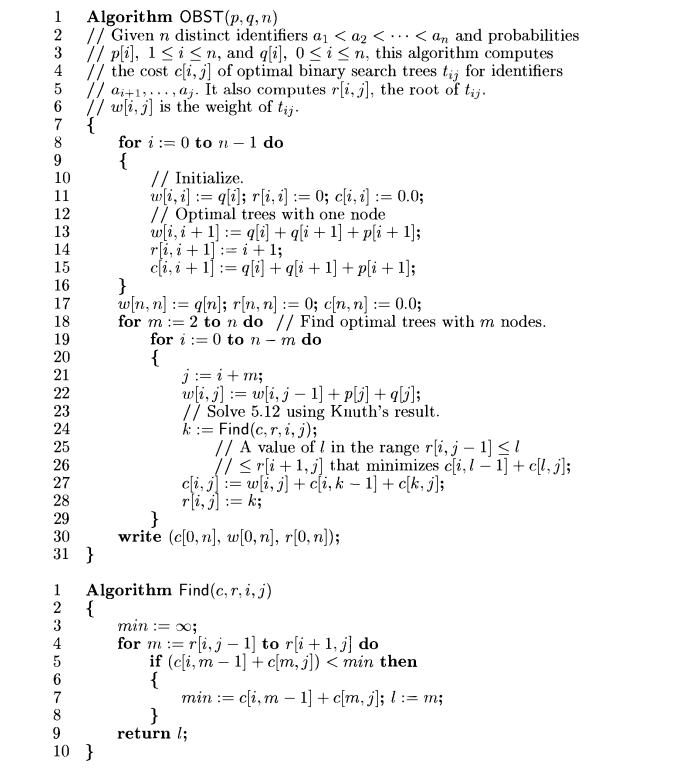 1 Algorithm OBST(p, q, n)
2 // Given n distinct identifiers a₁ < a₂ < ⋯ < aₙ and probabilities
3 // p[i], 1 ≤ i ≤ n, and q[i], 0 ≤ i ≤ n, this algorithm computes
4 // the cost c[i, j] of optimal binary search trees tᵢⱼ for identifiers
5 // aᵢ₊₁, . . . , aⱼ. It also computes r[i, j], the root of tᵢⱼ.
6 // w[i, j] is the weight of tᵢⱼ.
7 {
8 for i := 0 to n − 1 do
9 {
10 // Initialize.
11 w[i, i] := q[i]; r[i, i] := 0; c[i, i] := 0.0;
12 // Optimal trees with one node
13 w[i, i + 1] := q[i] + q[i + 1] + p[i + 1];
14 r[i, i + 1] := i + 1;
15 c[i, i + 1] := q[i] + q[i + 1] + p[i + 1];
16 }
17 w[n, n] := q[n]; r[n, n] := 0; c[n, n] := 0.0;
18 for m := 2 to n do // Find optimal trees with m nodes.
19 for i := 0 to n − m do
20 {
21 j := i + m;
22 w[i, j] := w[i, j − 1] + p[j] + q[j];
23 // Solve 5.12 using Knuth's result.
24 k := Find(c, r, i, j);
25 // A value of l in the range r[i, j − 1] ≤ l
26 // ≤ r[i + 1, j] that minimizes c[i, l − 1] + c[l, j];
27 c[i, j] := w[i, j] + c[i, k − 1] + c[k, j];
28 r[i, j] := k;
29 }
30 write (c[0, n], w[0, n], r[0, n]);
31 }
1 Algorithm Find(c, r, i, j)
2 {
3 min := ∞;
4 for m := r[i, j − 1] to r[i + 1, j] do
5 if (c[i, m − 1] + c[m, j]) < min then
6 {
7 min := c[i, m − 1] + c[m, j]; l := m;
8 }
9 return l;
10 }